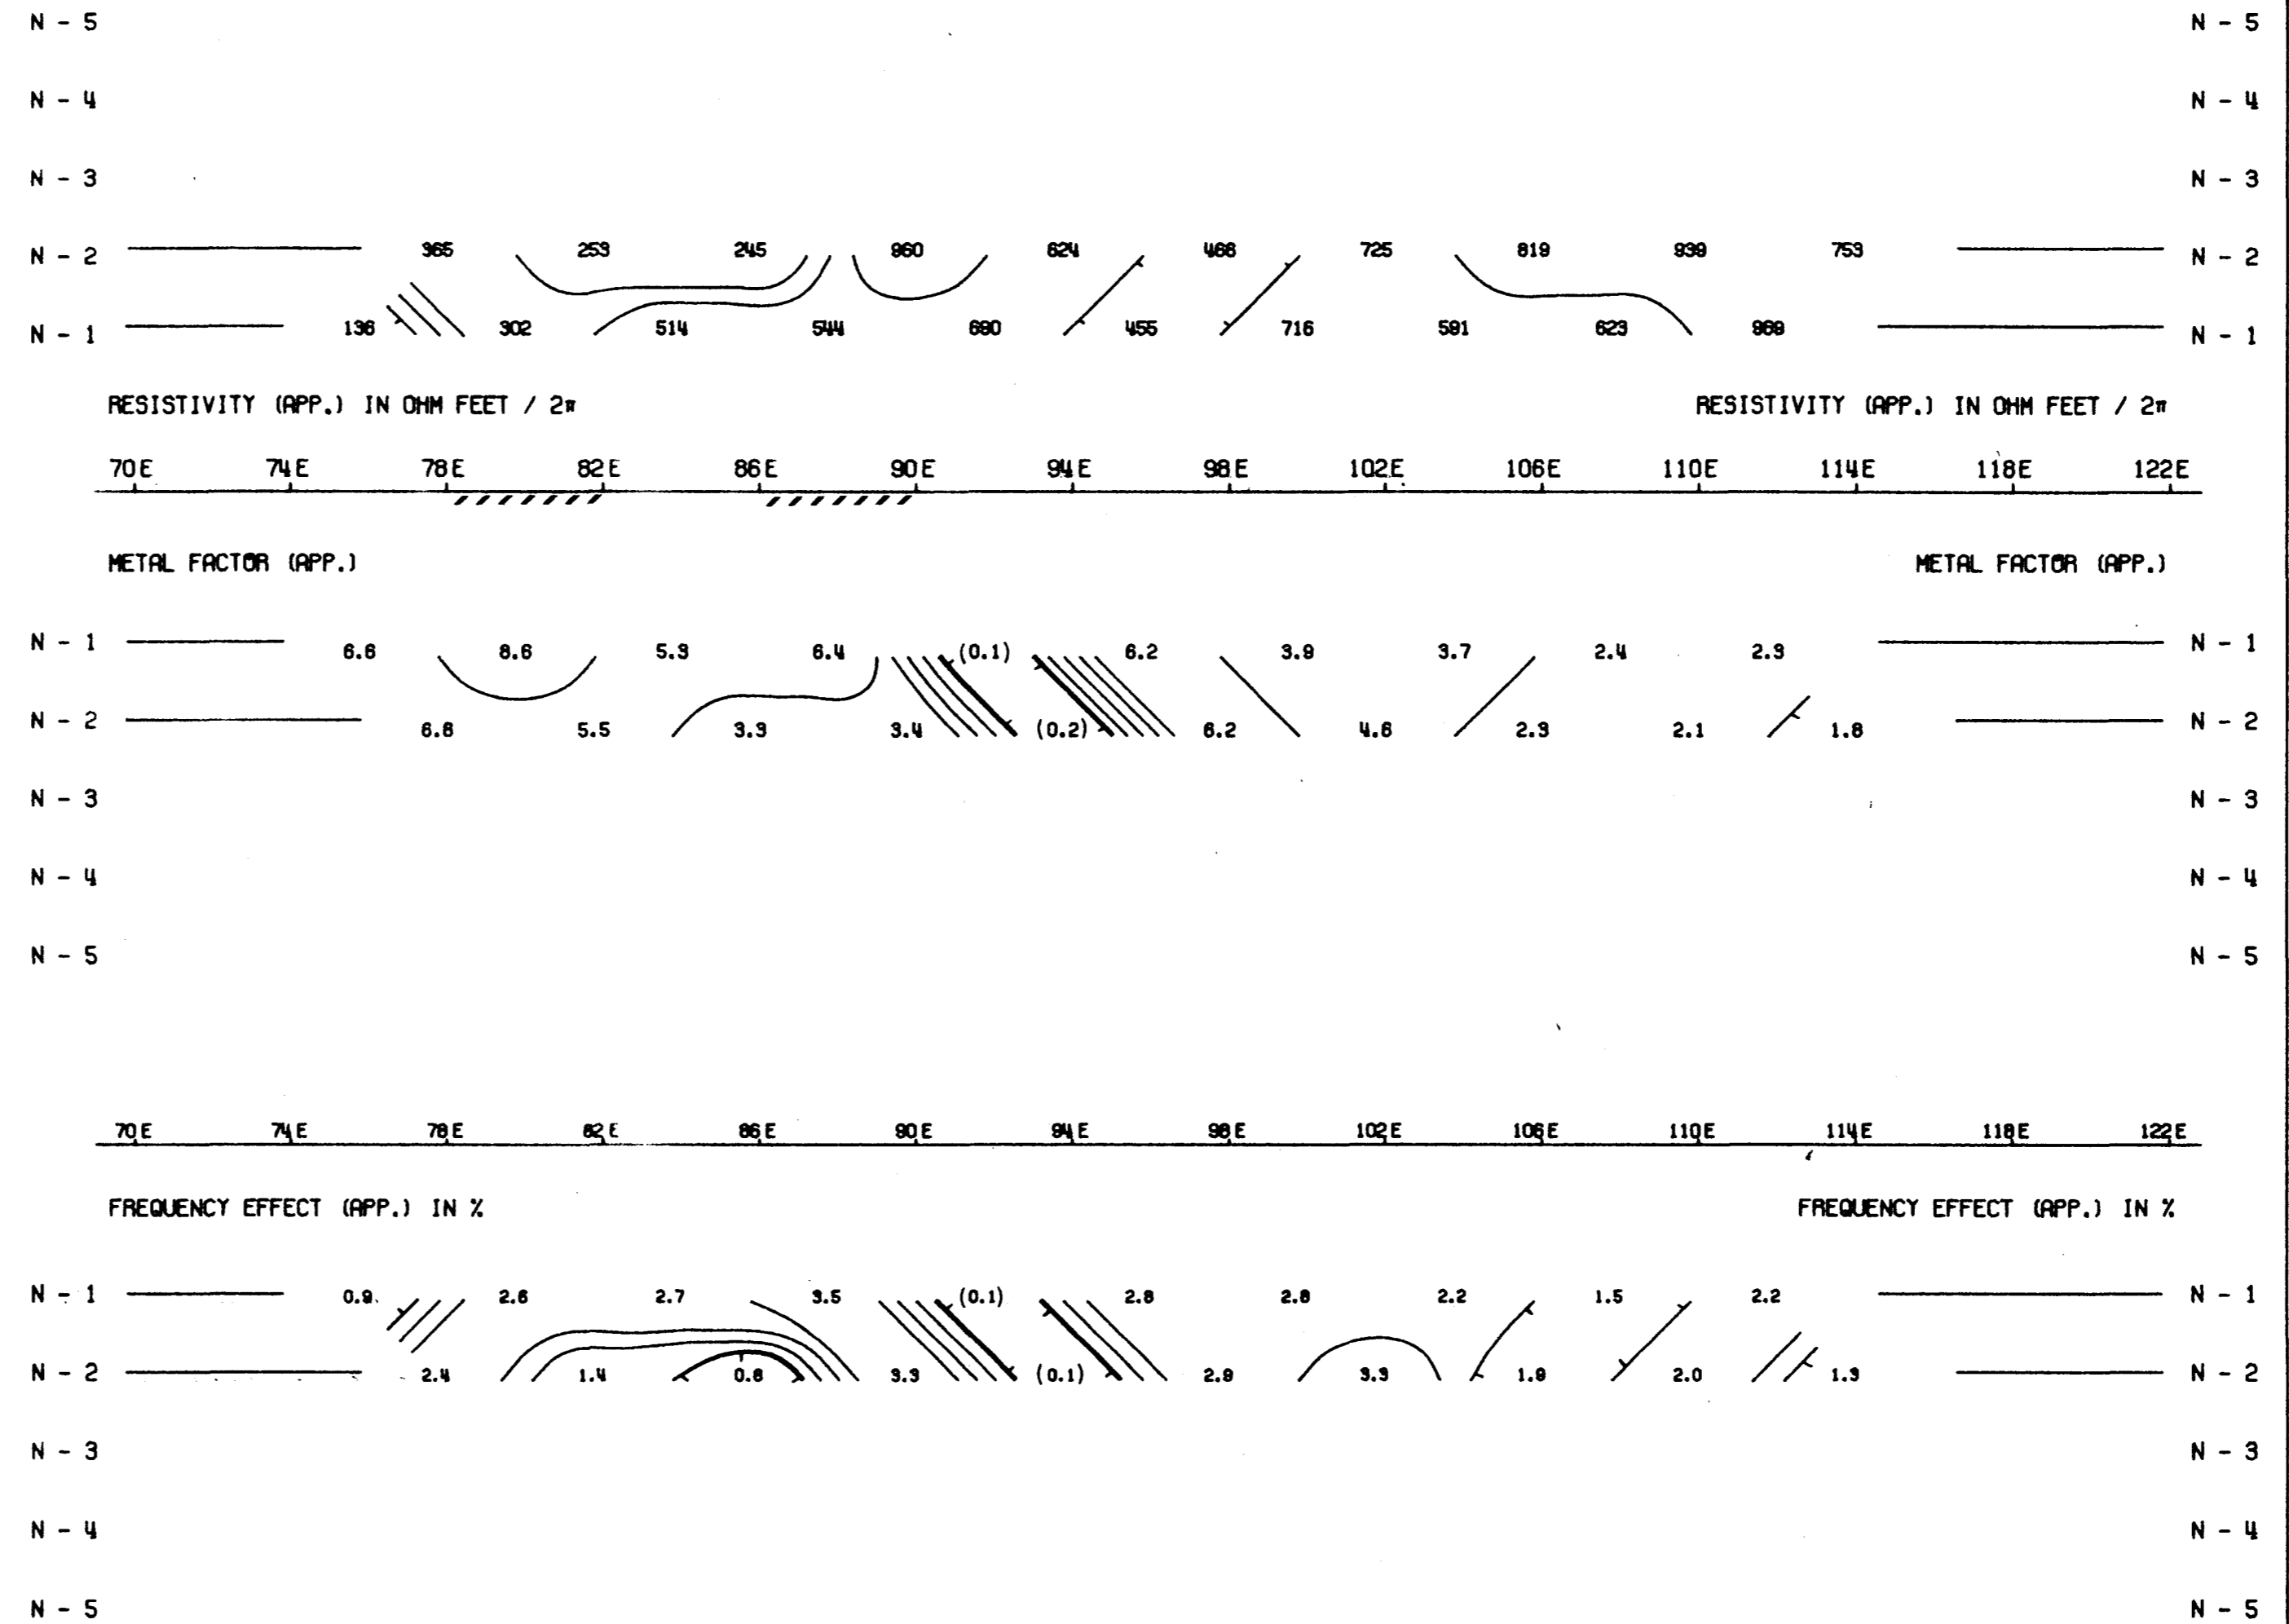 N - 5 N - 5
N - 4 N - 4
N - 3 N - 3
N - 2 365 253 245 960 624 468 725 819 939 753 N - 2
N - 1 136 302 514 544 690 455 716 591 623 969 N - 1
RESISTIVITY (APP.) IN OHM FEET / 2π RESISTIVITY (APP.) IN OHM FEET / 2π
70E 74E 78E 82E 86E 90E 94E 98E 102E 106E 110E 114E 118E 122E
METAL FACTOR (APP.) METAL FACTOR (APP.)
N - 1 6.6 8.6 5.3 6.4 (0.1) 6.2 3.9 3.7 2.4 2.3 N - 1
N - 2 6.6 5.5 3.3 3.4 (0.2) 6.2 4.6 2.3 2.1 1.8 N - 2
N - 3 N - 3
N - 4 N - 4
N - 5 N - 5
70E 74E 78E 82E 86E 90E 94E 98E 102E 106E 110E 114E 118E 122E
FREQUENCY EFFECT (APP.) IN % FREQUENCY EFFECT (APP.) IN %
N - 1 0.9 2.6 2.7 3.5 (0.1) 2.8 2.8 2.2 1.5 2.2 N - 1
N - 2 2.4 1.4 0.8 3.3 (0.1) 2.9 3.3 1.9 2.0 1.3 N - 2
N - 3 N - 3
N - 4 N - 4
N - 5 N - 5